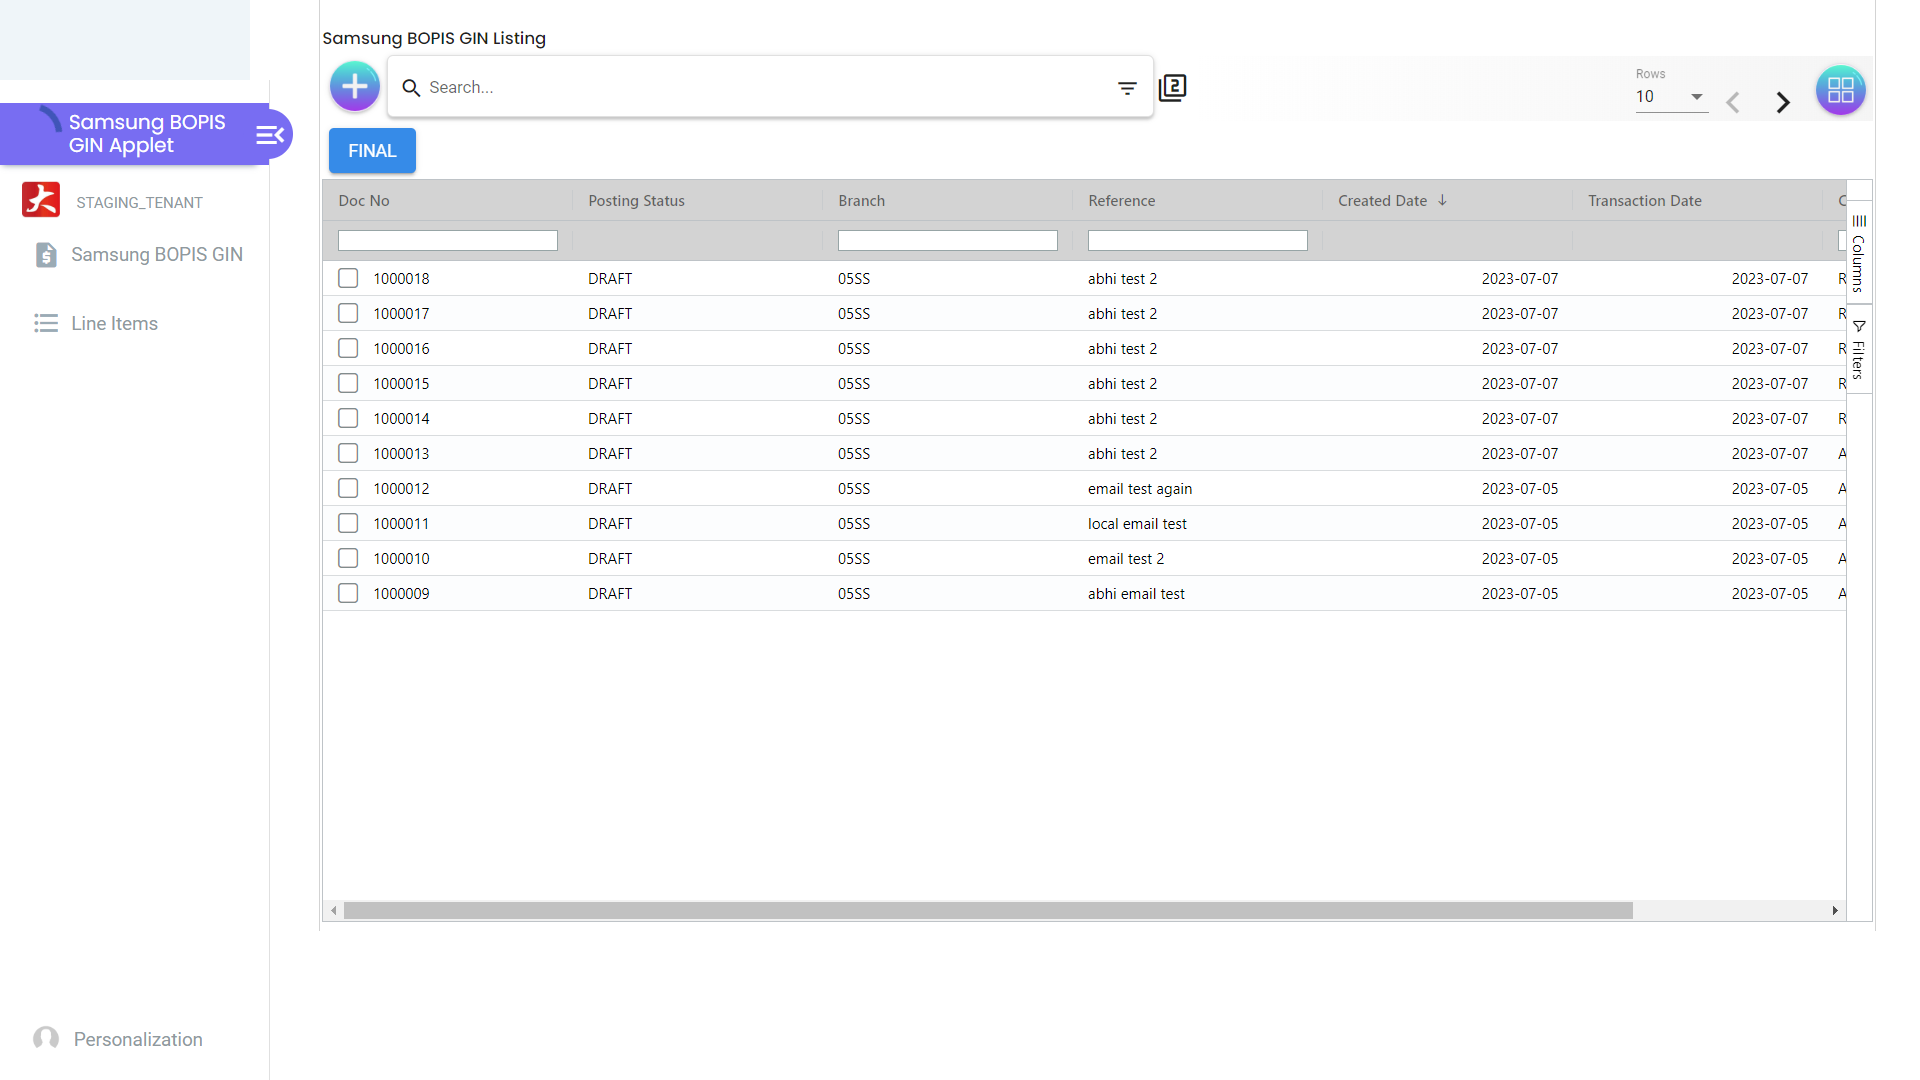 Samsung BOPIS GIN Listing
Search...
2
Rows
10
Samsung BOPIS
GIN Applet
FINAL
STAGING_TENANT
Samsung BOPIS GIN
Line Items
Personalization
Doc No Posting Status Branch Reference Created Date Transaction Date
1000018 DRAFT 05SS abhi test 2 2023-07-07 2023-07-07 R
1000017 DRAFT 05SS abhi test 2 2023-07-07 2023-07-07 R
1000016 DRAFT 05SS abhi test 2 2023-07-07 2023-07-07 R
1000015 DRAFT 05SS abhi test 2 2023-07-07 2023-07-07 R
1000014 DRAFT 05SS abhi test 2 2023-07-07 2023-07-07 R
1000013 DRAFT 05SS abhi test 2 2023-07-07 2023-07-07 A
1000012 DRAFT 05SS email test again 2023-07-05 2023-07-05 A
1000011 DRAFT 05SS local email test 2023-07-05 2023-07-05 A
1000010 DRAFT 05SS email test 2 2023-07-05 2023-07-05 A
1000009 DRAFT 05SS abhi email test 2023-07-05 2023-07-05 A
Columns
Filters